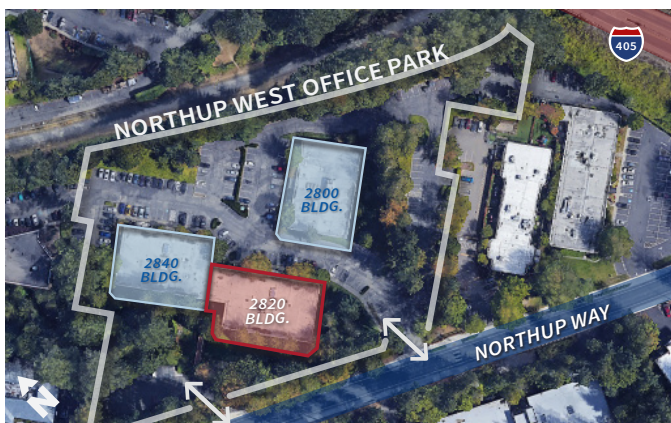 405
NORTHUP WEST OFFICE PARK
2800
BLDG.
2840
BLDG.
2820
BLDG.
NORTHUP WAY
N